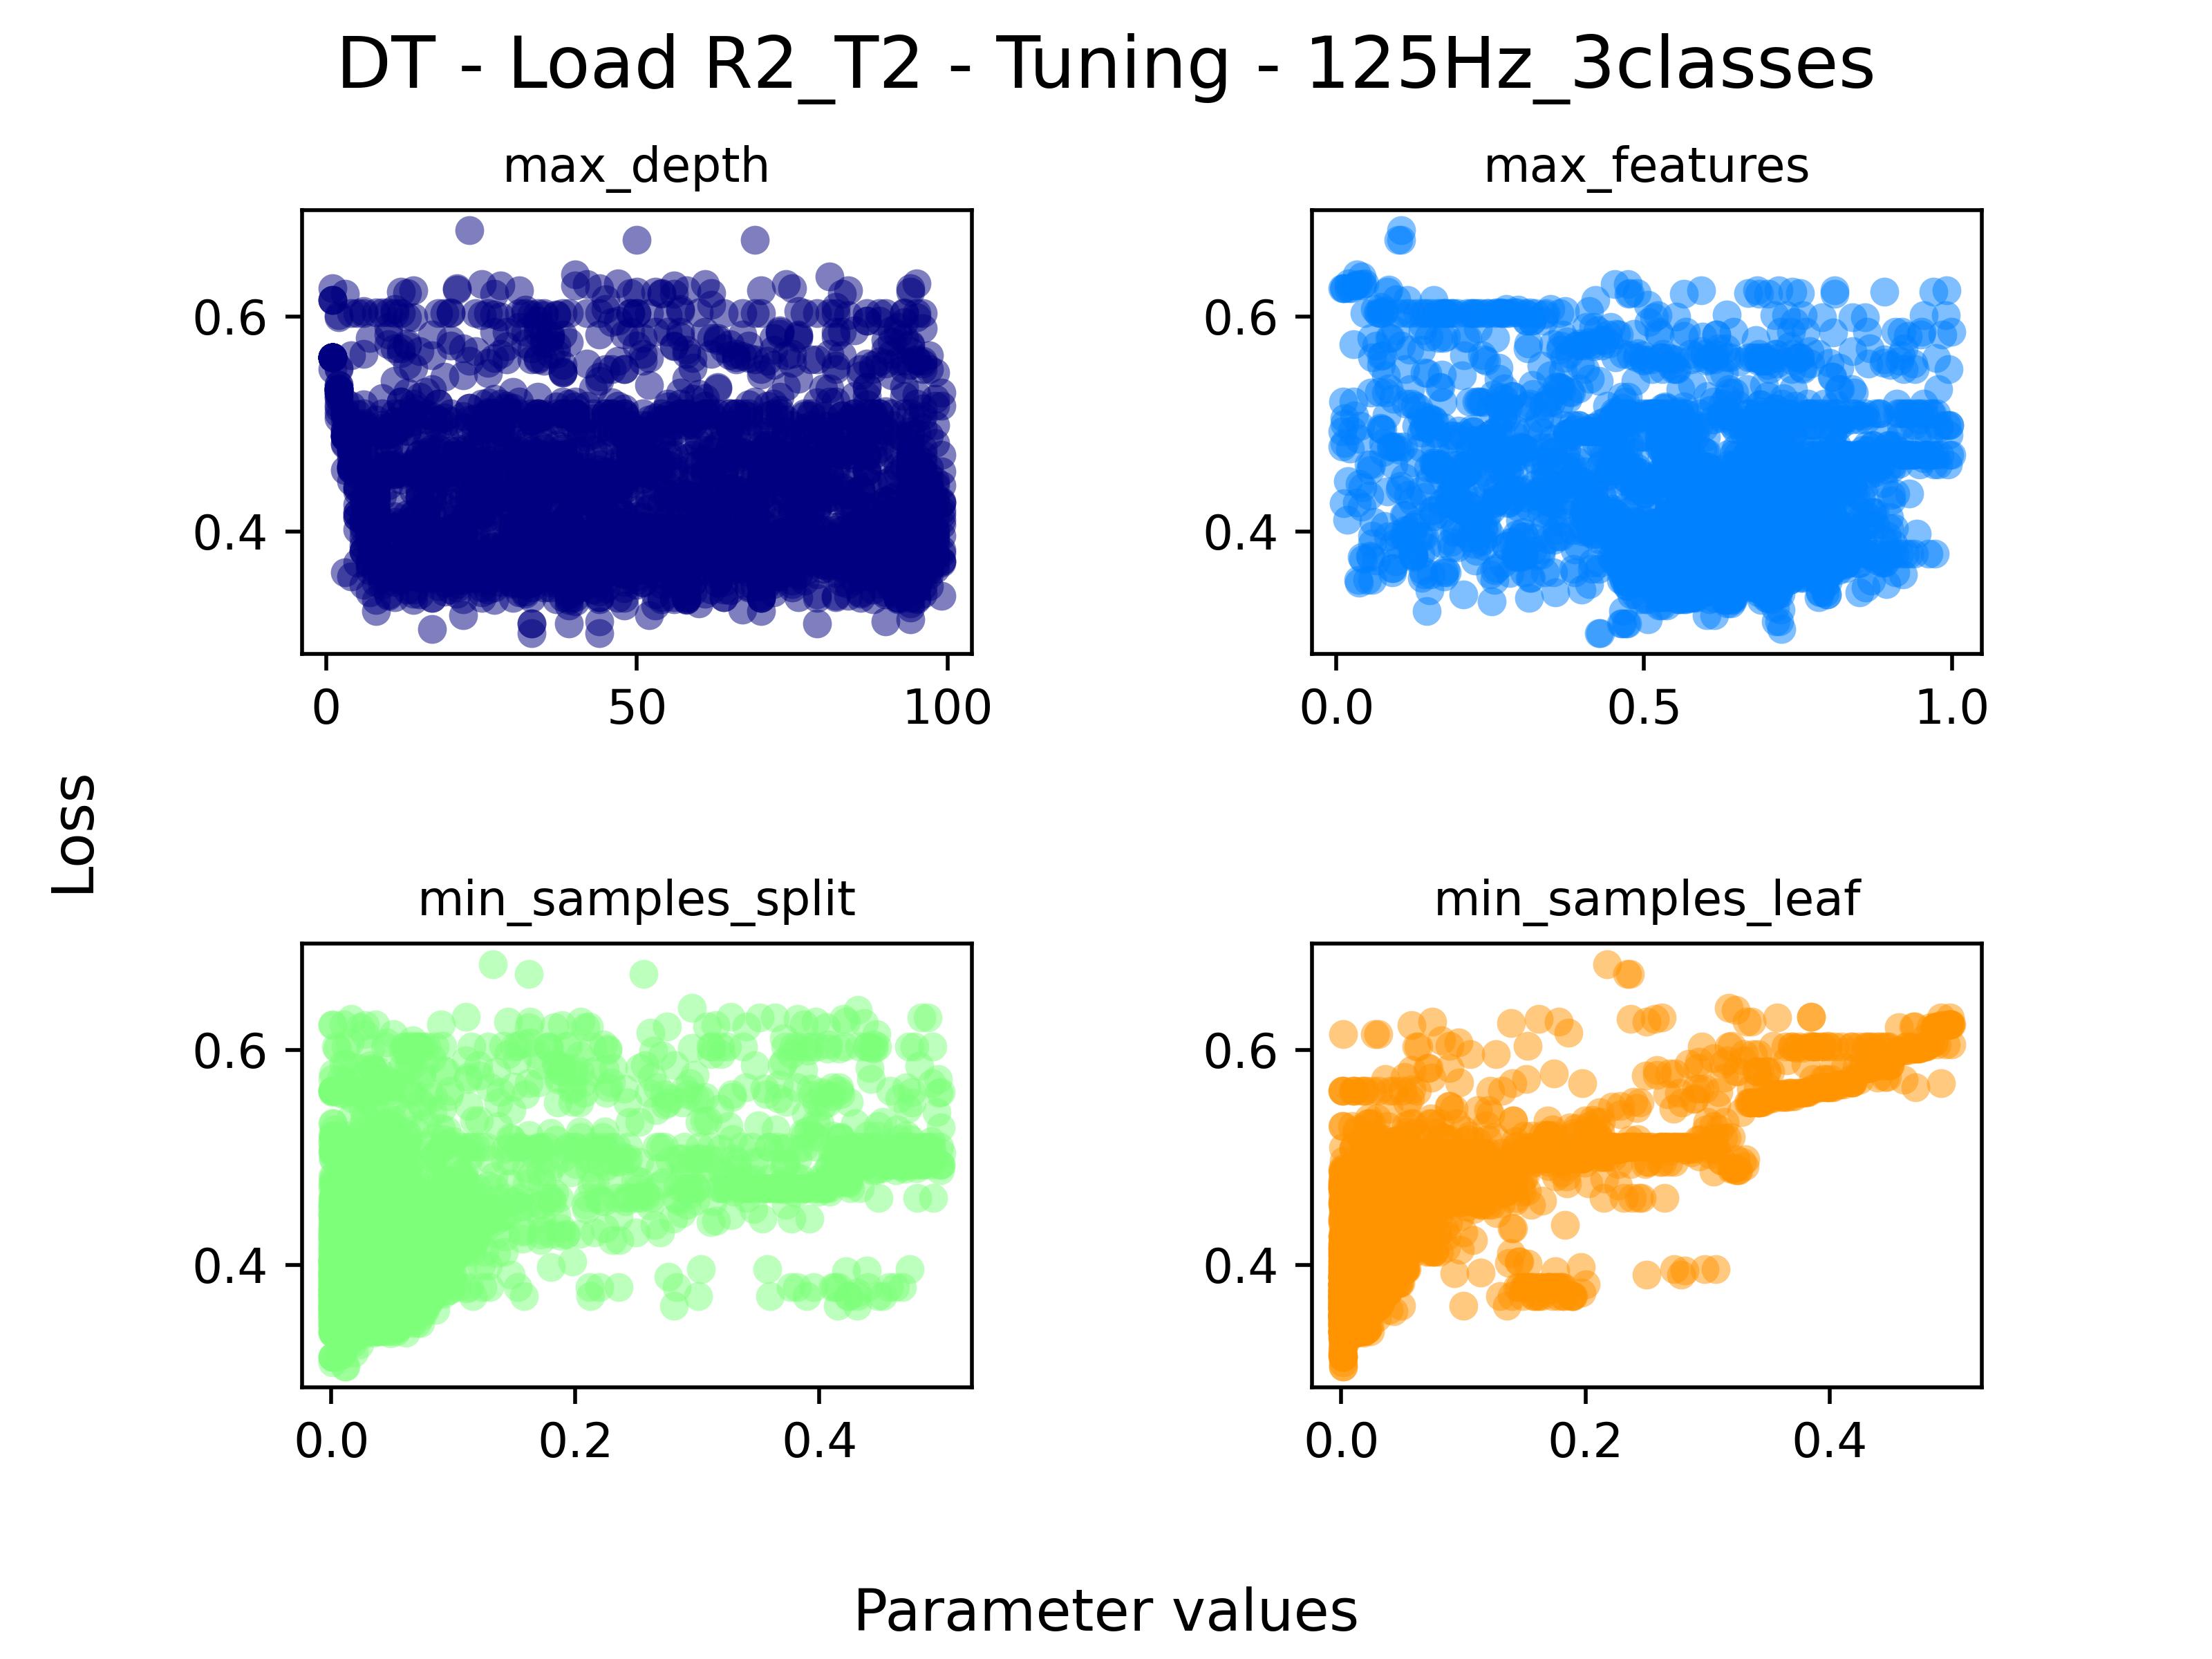 DT - Load R2_T2 - Tuning - 125Hz_3classes
max_depth
0.6
0.4
0 50 100
max_features
0.6
0.4
0.0 0.5 1.0
Loss
min_samples_split
0.6
0.4
0.0 0.2 0.4
min_samples_leaf
0.6
0.4
0.0 0.2 0.4
Parameter values